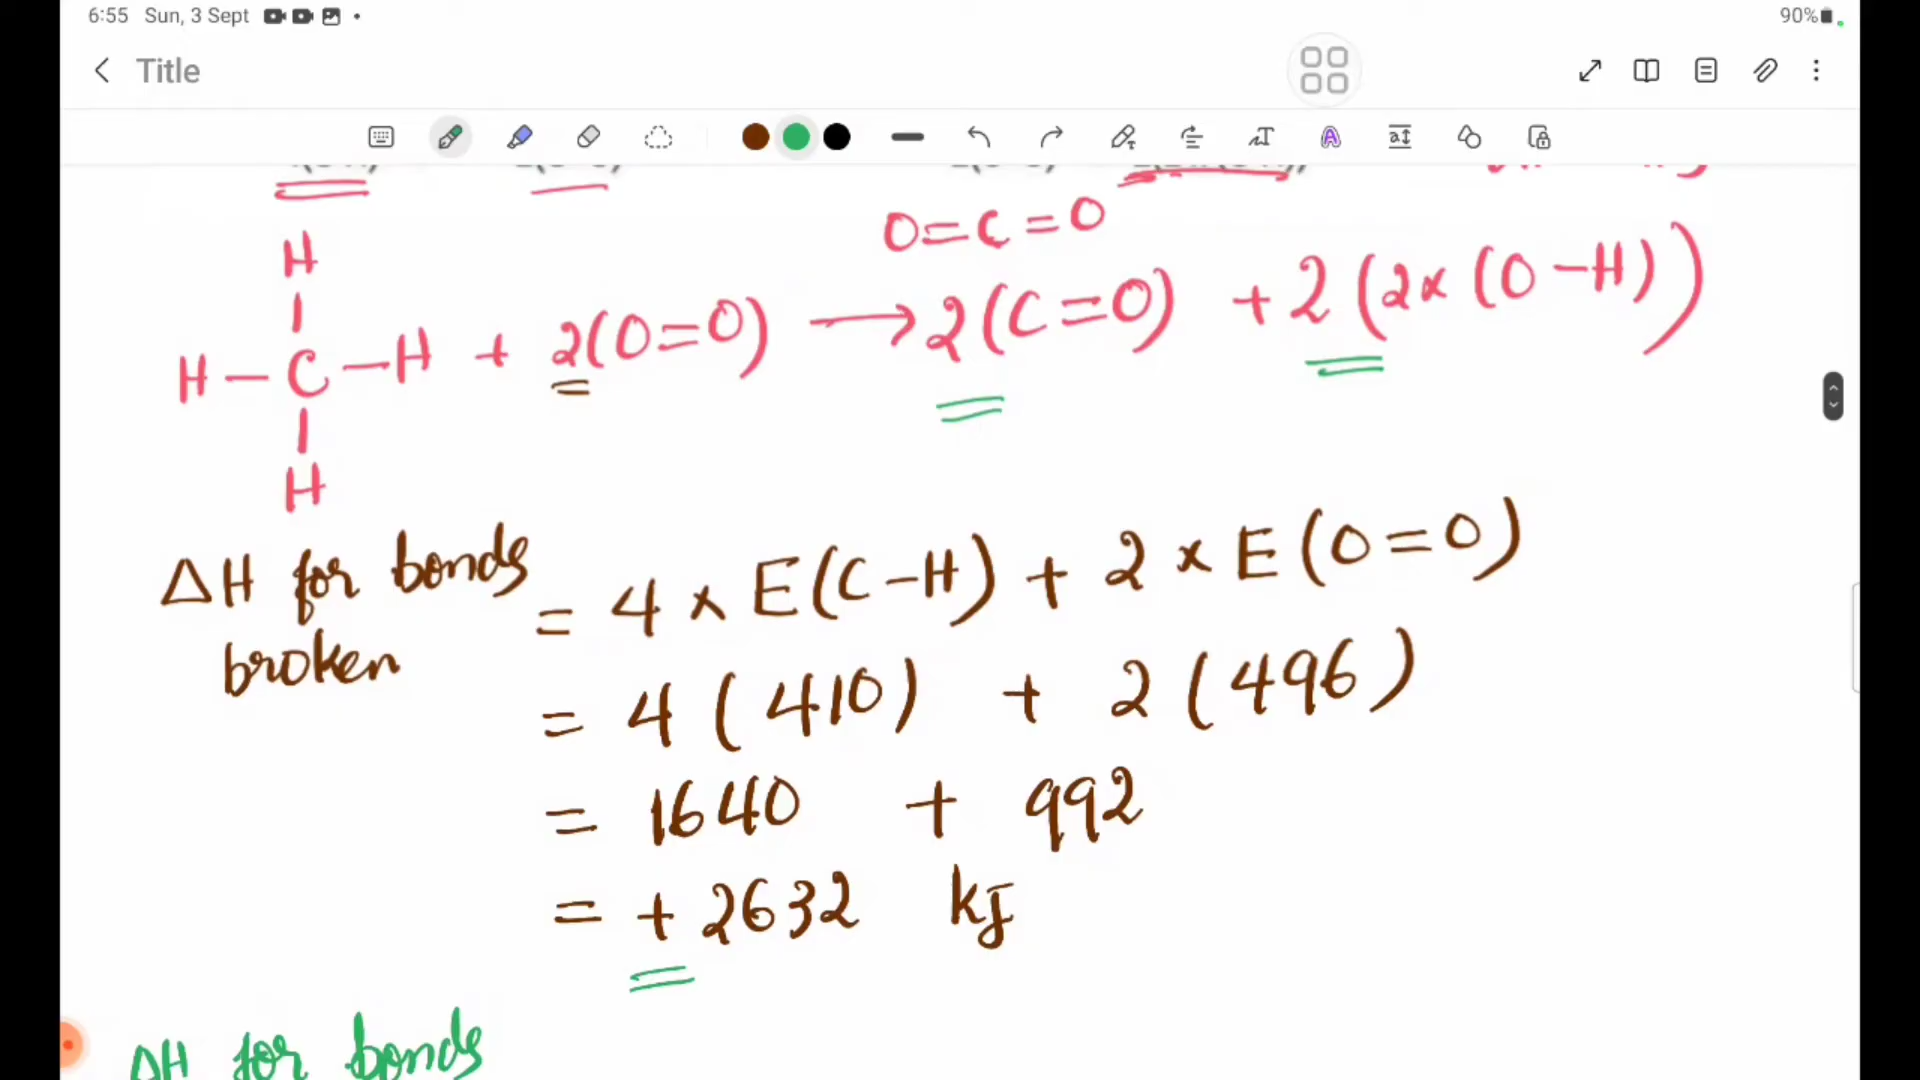 6:55 Sun, 3 Sept
90%
Title
O=C=O
H
H-C-H + 2(O=O) → 2(C=O) + 2(2×(O-H))
H
ΔH for bonds broken = 4 × E(C-H) + 2 × E(O=O)
= 4(410) + 2(496)
= 1640 + 992
= + 2632 kJ
ΔH for bonds